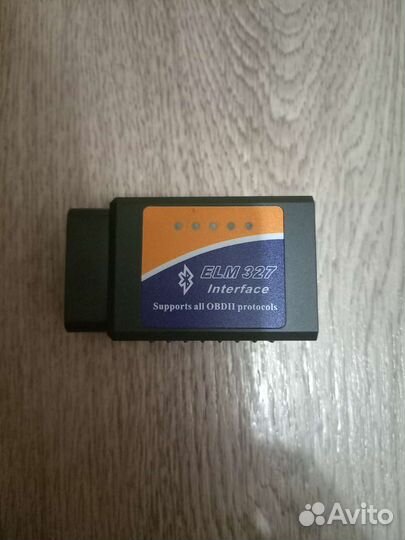 ELM 327
Interface
Supports all OBDII protocols
Avito